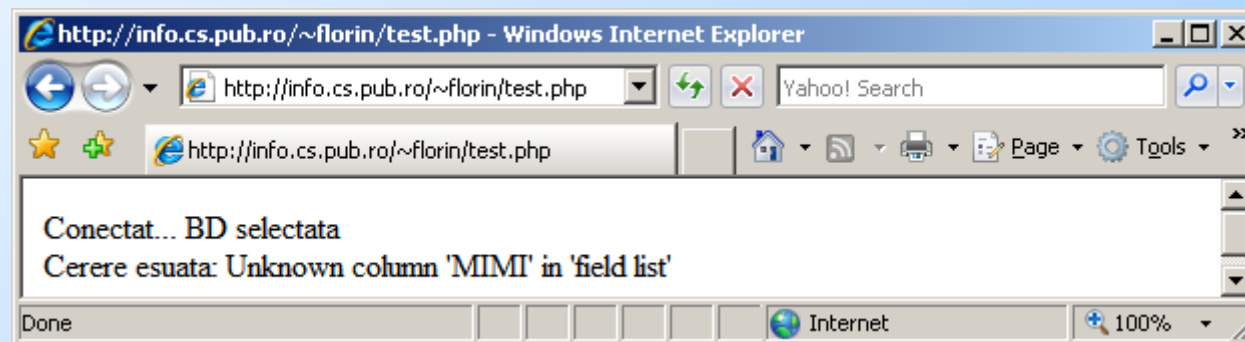 http://info.cs.pub.ro/~florin/test.php - Windows Internet Explorer
http://info.cs.pub.ro/~florin/test.php
Yahoo! Search
http://info.cs.pub.ro/~florin/test.php
Page
Tools
»
Conectat... BD selectata
Cerere esuata: Unknown column 'MIMI' in 'field list'
Done
Internet
100%